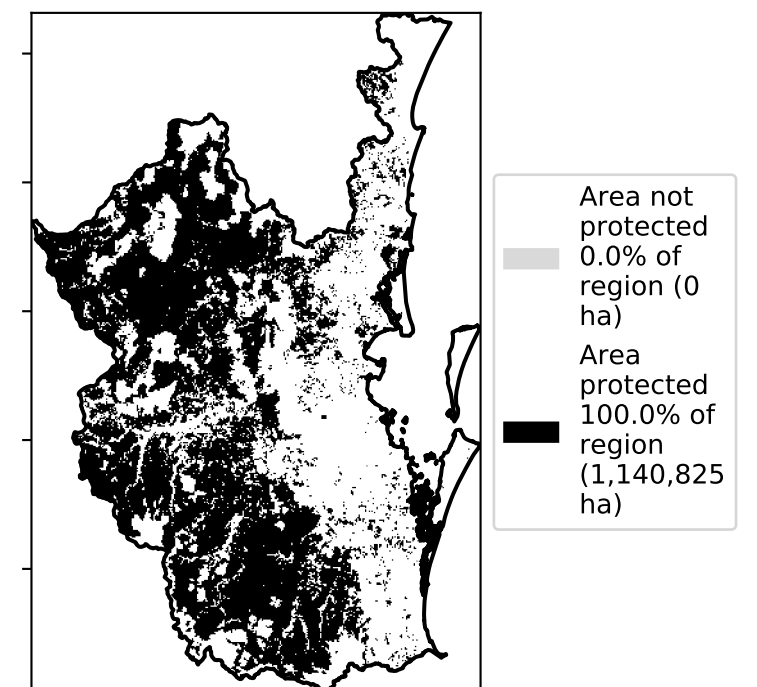 Area not
protected
0.0% of
region (0
ha)
Area
protected
100.0% of
region
(1,140,825
ha)